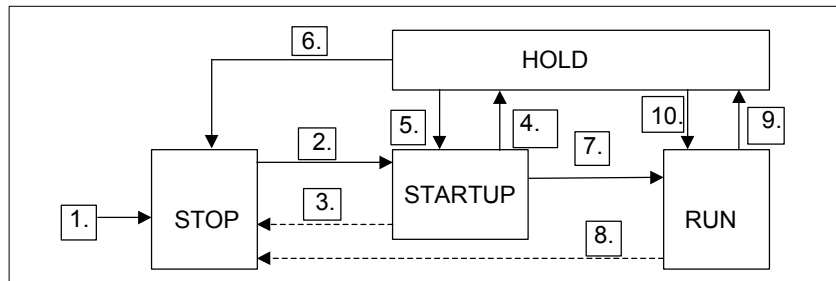 6.
HOLD
5.
4.
10.
9.
2.
7.
STARTUP
3.
1.
STOP
RUN
8.